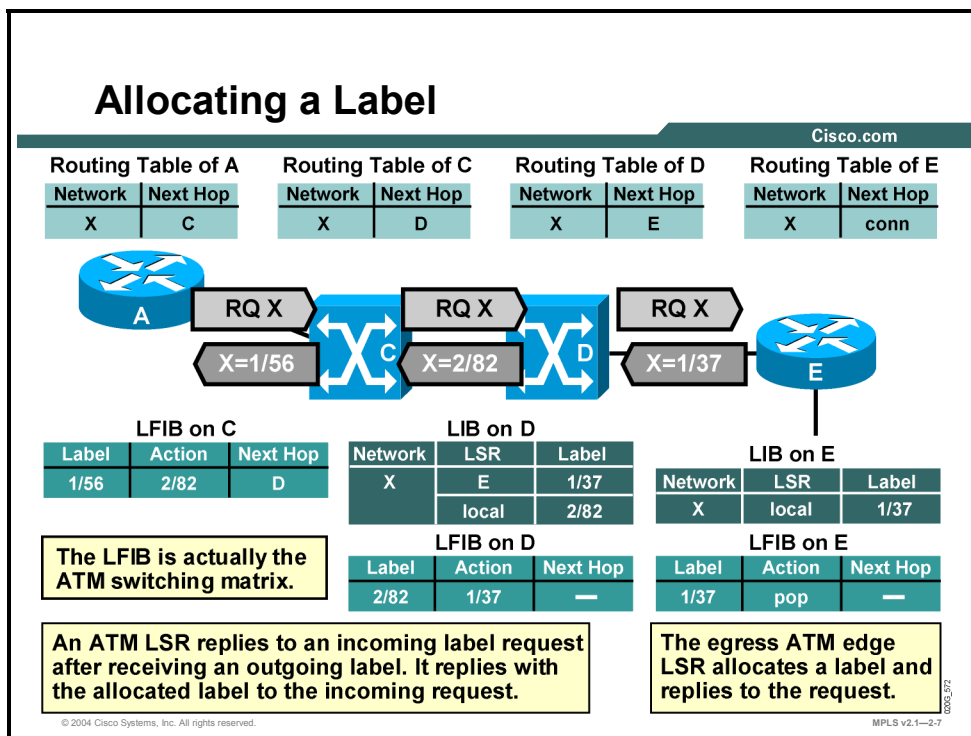 Allocating a Label
Cisco.com
Routing Table of A
Network Next Hop
X C
Routing Table of C
Network Next Hop
X D
Routing Table of D
Network Next Hop
X E
Routing Table of E
Network Next Hop
X conn
A
RQ X
X=1/56
C
RQ X
X=2/82
D
RQ X
X=1/37
E
LFIB on C
Label Action Next Hop
1/56 2/82 D
LIB on D
Network LSR Label
X E 1/37
local 2/82
LIB on E
Network LSR Label
X local 1/37
The LFIB is actually the
ATM switching matrix.
LFIB on D
Label Action Next Hop
2/82 1/37 —
LFIB on E
Label Action Next Hop
1/37 pop —
An ATM LSR replies to an incoming label request
after receiving an outgoing label. It replies with
the allocated label to the incoming request.
The egress ATM edge
LSR allocates a label and
replies to the request.
020G_572
© 2004 Cisco Systems, Inc. All rights reserved.
MPLS v2.1—2-7